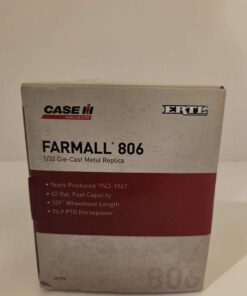 CASE IH
AGRICULTURE
ERTL
FARMALL® 806
1/32 Die-Cast Metal Replica
• Years Produced 1963-1967
• 62 Gal. Fuel Capacity
• 101" Wheelbase Length
• 94.9 PTO Horsepower
806